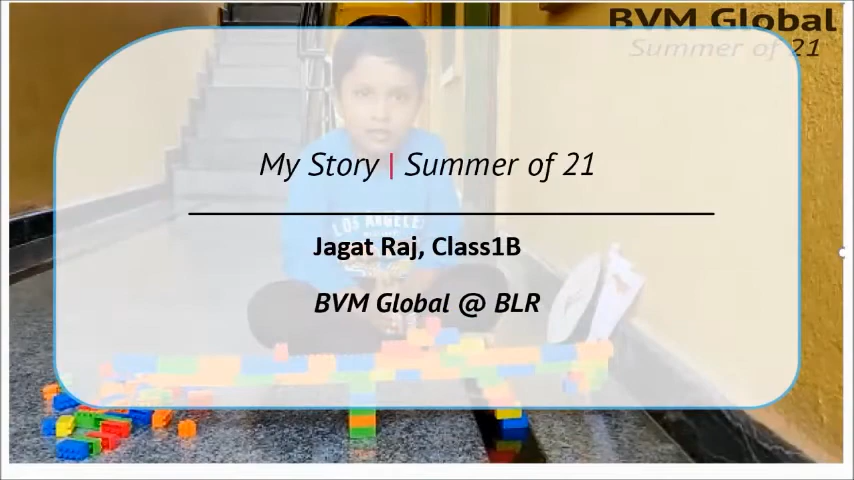 BVM Global
Summer of 21
My Story | Summer of 21
LOS ANGELES
Jagat Raj, Class1B
BVM Global @ BLR